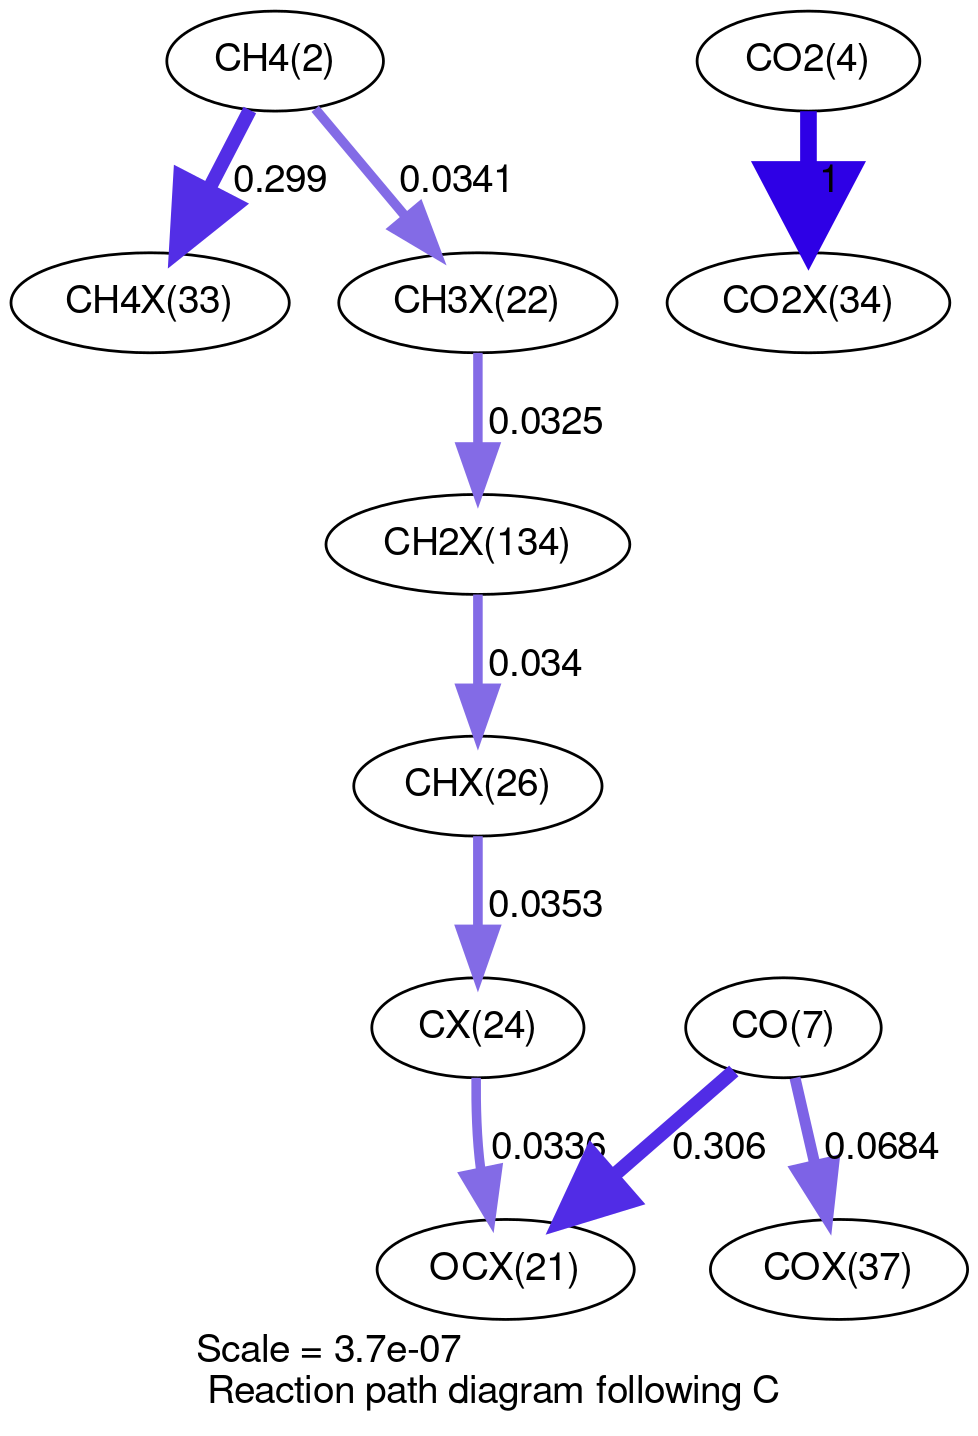 CH4(2)
CO2(4)
0.299
0.0341
1
CH4X(33)
CH3X(22)
CO2X(34)
0.0325
CH2X(134)
0.034
CHX(26)
0.0353
CX(24)
CO(7)
0.0336
0.306
0.0684
OCX(21)
COX(37)
Scale = 3.7e-07
Reaction path diagram following C